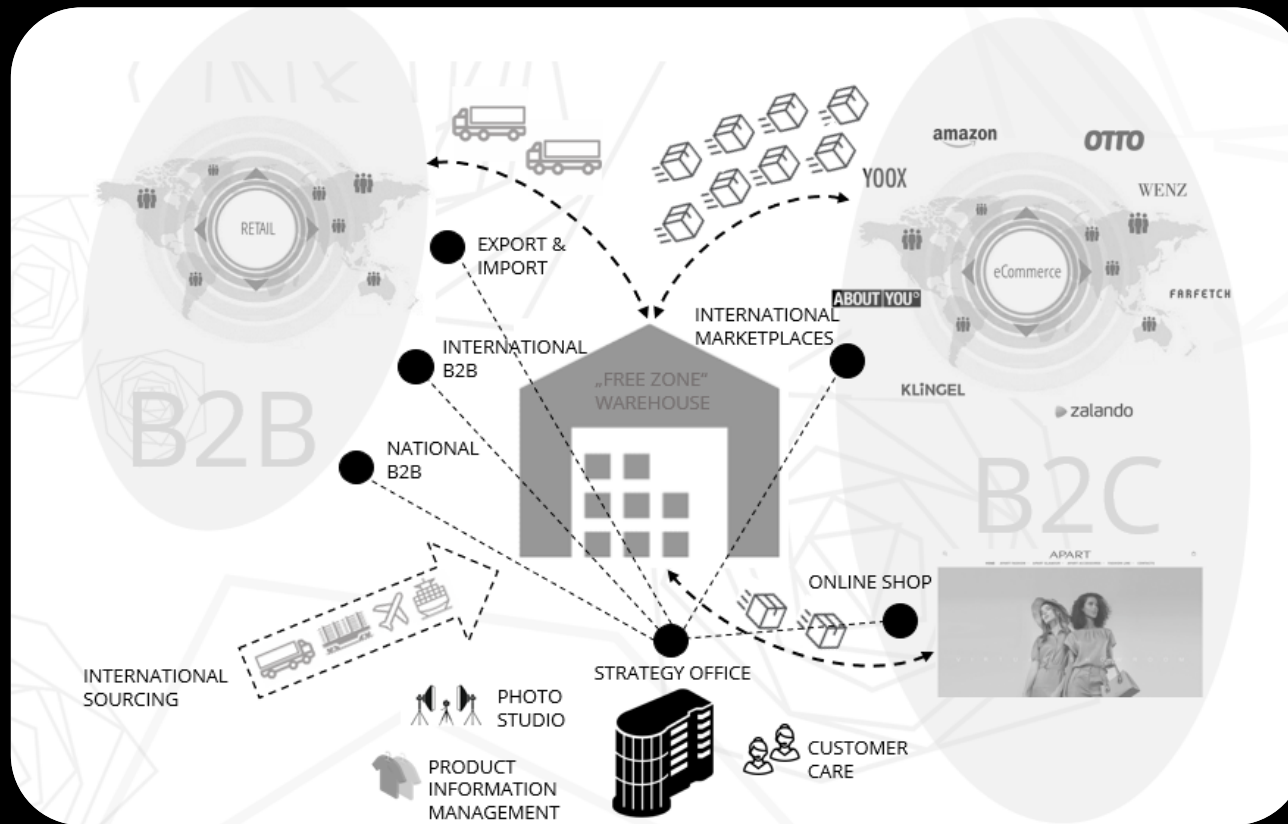 RETAIL
B2B
EXPORT &
IMPORT
INTERNATIONAL
B2B
NATIONAL
B2B
„FREE ZONE“
WAREHOUSE
INTERNATIONAL
MARKETPLACES
amazon
OTTO
YOOX
WENZ
eCommerce
ABOUT YOU°
FARFETCH
KLiNGEL
zalando
B2C
APART
ONLINE SHOP
INTERNATIONAL
SOURCING
STRATEGY OFFICE
PHOTO
STUDIO
PRODUCT
INFORMATION
MANAGEMENT
CUSTOMER
CARE